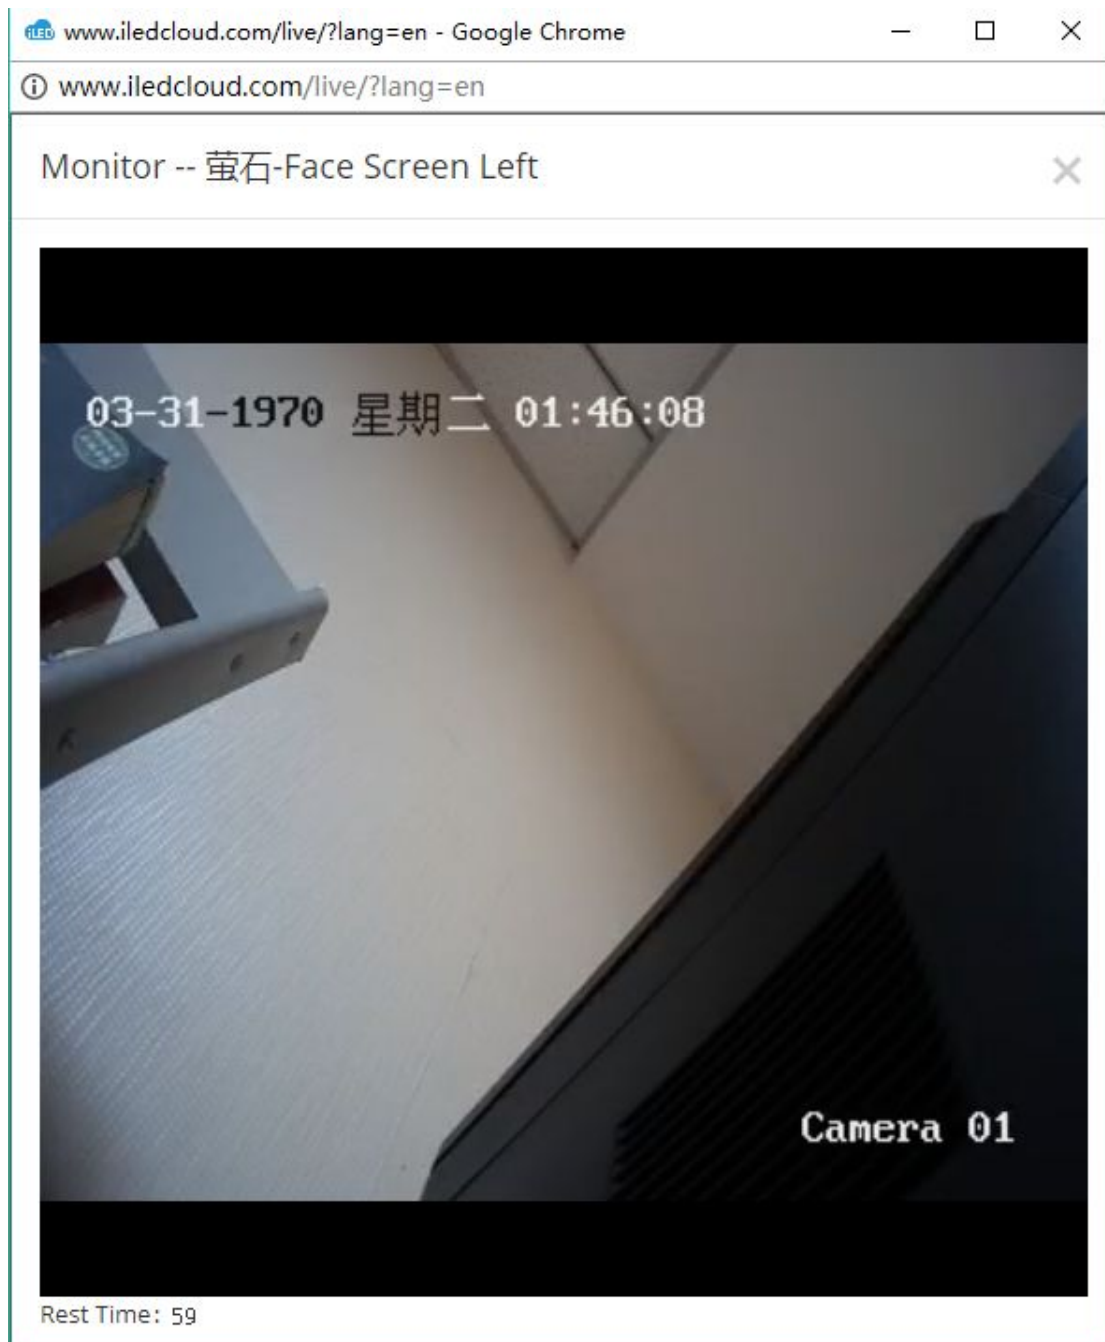 www.iledcloud.com/live/?lang=en - Google Chrome
www.iledcloud.com/live/?lang=en
Monitor -- 萤石-Face Screen Left
03-31-1970 星期二 01:46:08
Camera 01
Rest Time: 59